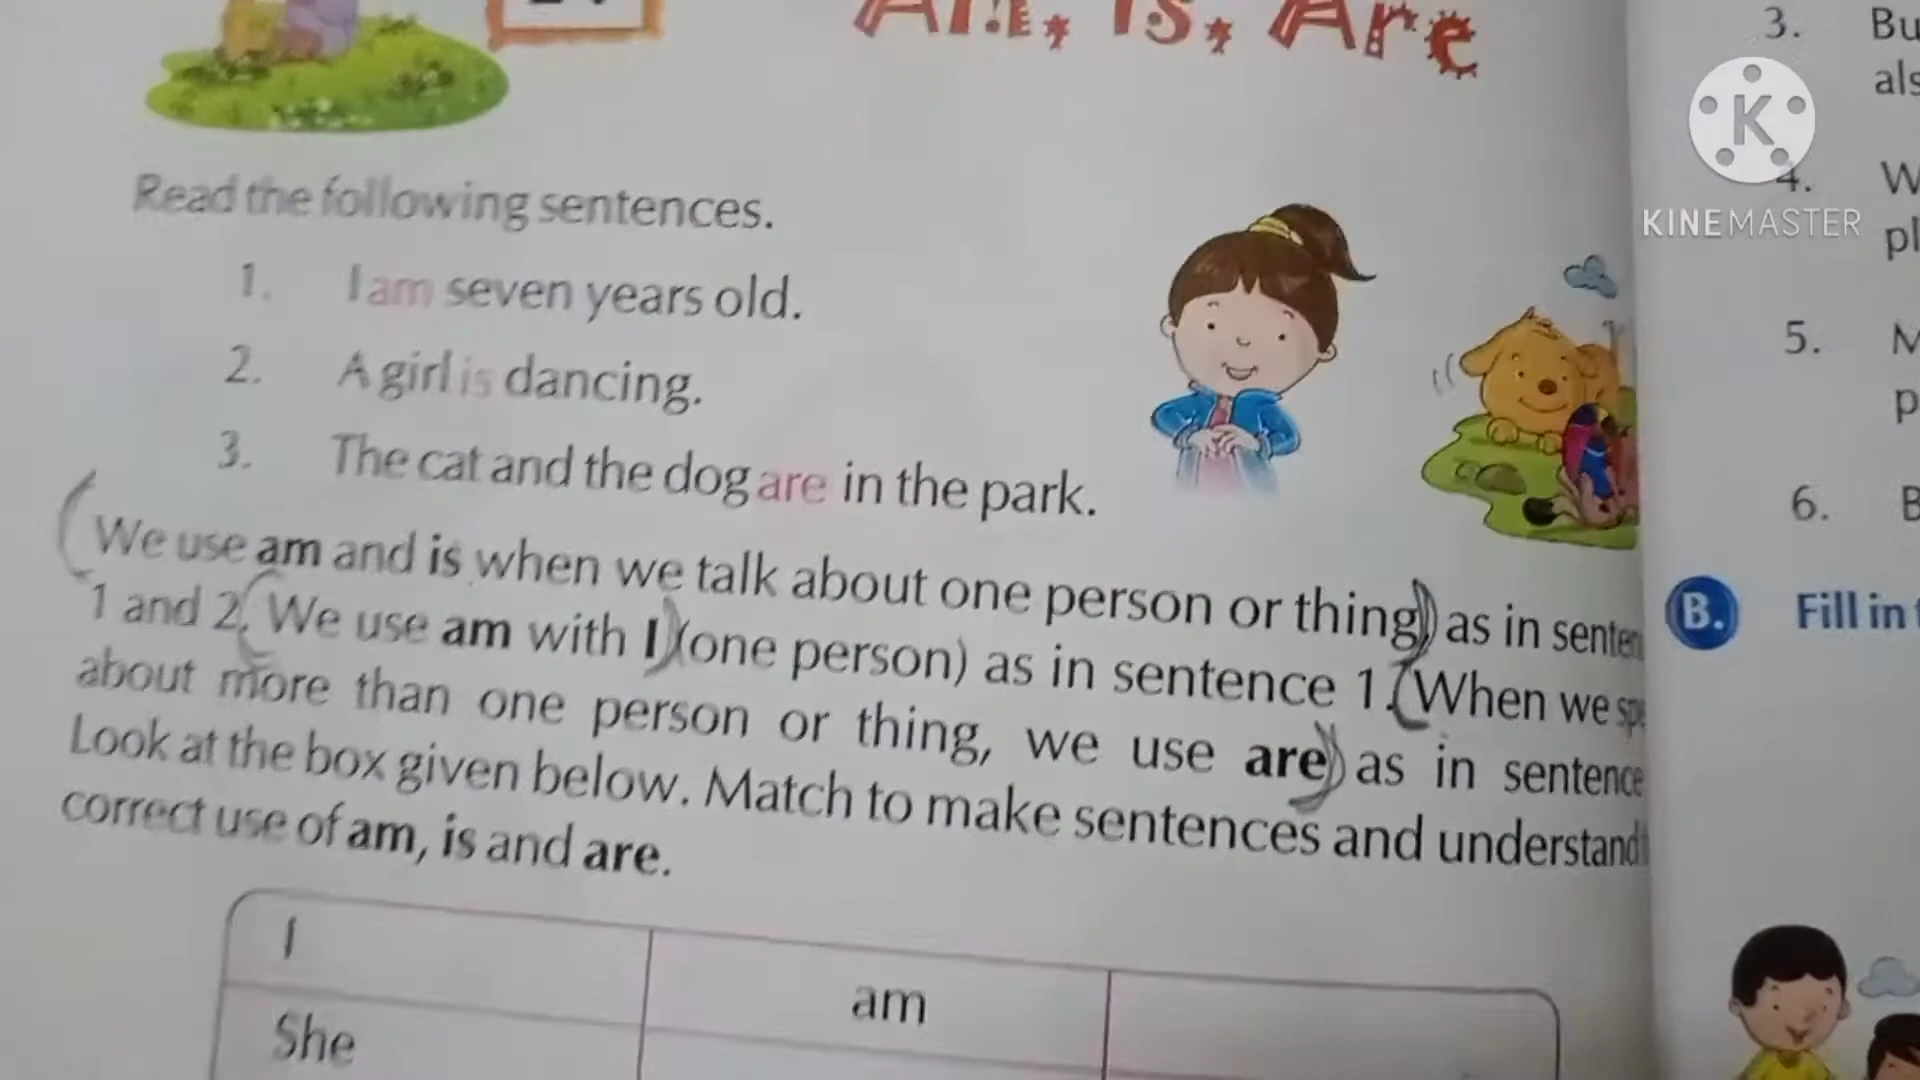 Am, Is, Are
Read the following sentences.
1. I am seven years old.
2. A girl is dancing.
3. The cat and the dog are in the park.
We use am and is when we talk about one person or thing, as in
1 and 2. We use am with I (one person) as in sentence 1. When we
about more than one person or thing, we use are as in sentence
Look at the box given below. Match to make sentences and understand
correct use of am, is and are.
I
am
She
3. Bu
als
4. W
pl
5. M
p
6. B
B. Fill in
K
KINEMASTER